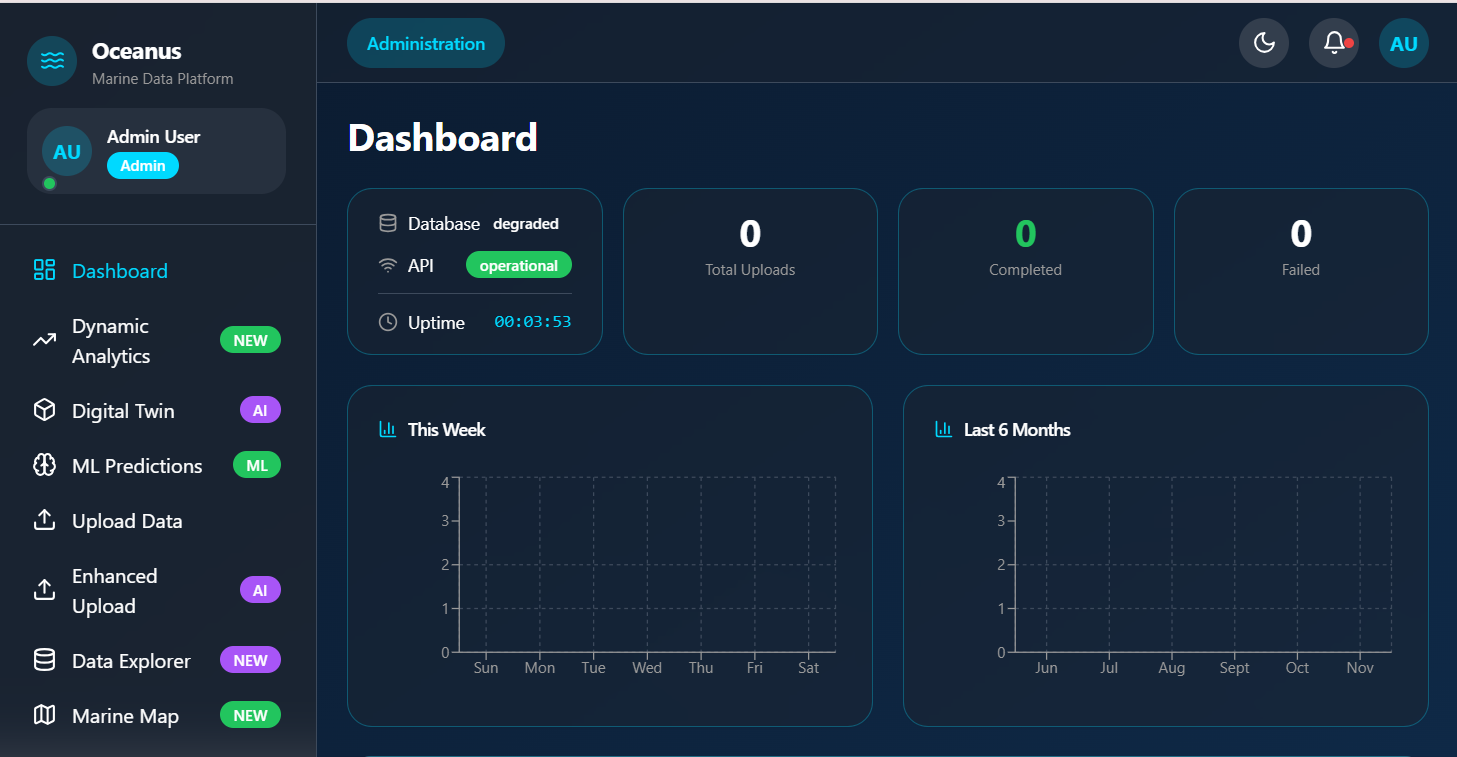 Oceanus
Marine Data Platform
AU
Admin User
Admin
Dashboard
Dynamic
Analytics
NEW
Digital Twin
AI
ML Predictions
ML
Upload Data
Enhanced
Upload
AI
Data Explorer
NEW
Marine Map
NEW
Administration
AU
Dashboard
Database degraded
API operational
Uptime 00:03:53
0
Total Uploads
0
Completed
0
Failed
This Week
4
3
2
1
0
Sun Mon Tue Wed Thu Fri Sat
Last 6 Months
4
3
2
1
0
Jun Jul Aug Sept Oct Nov